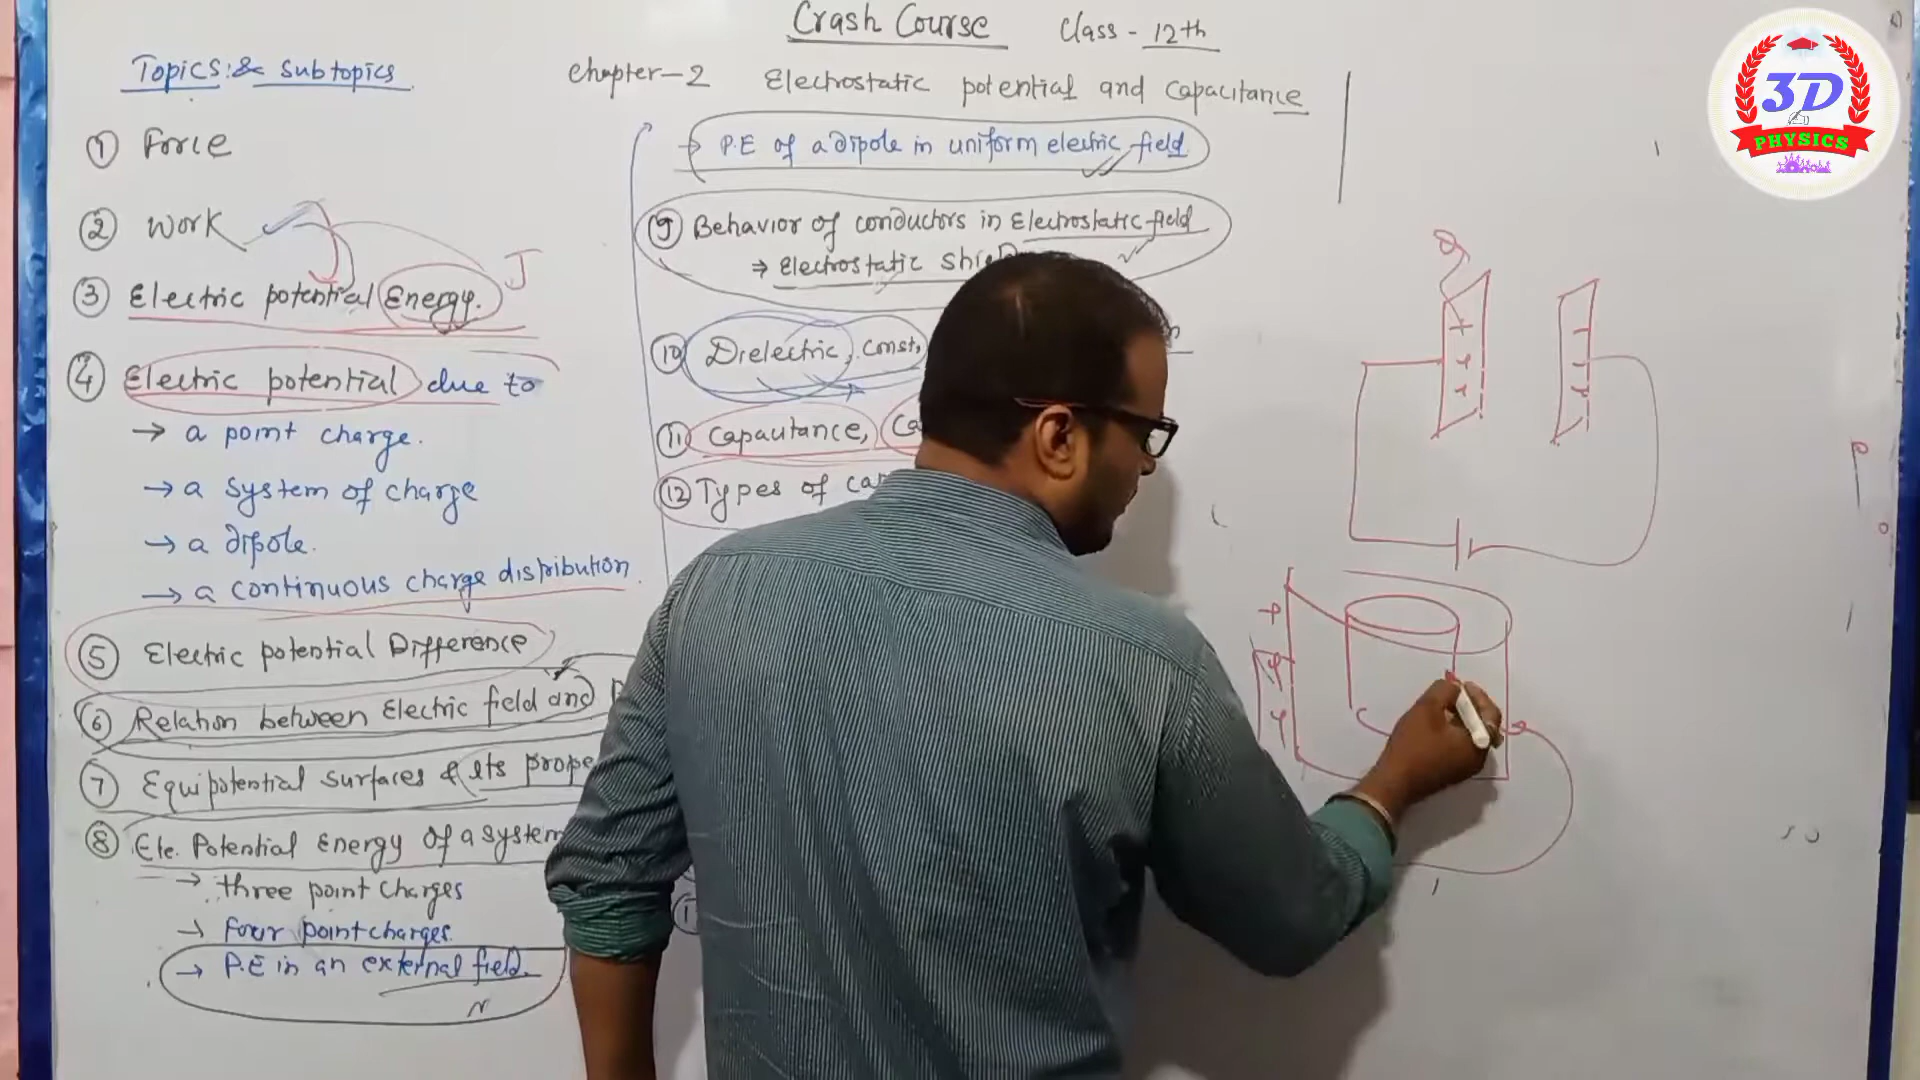 Crash Course Class - 12th
Topics:& Subtopics
Chapter-2 Electrostatic potential and Capacitance
① Force
② Work
③ Electric potential Energy. J
④ Electric potential due to
→ a point charge.
→ a system of charge
→ a dipole.
→ a continuous charge distribution
⑤ Electric potential Difference
⑥ Relation between Electric field and
⑦ Equipotential surfaces & its
⑧ Ele. Potential Energy of a system
→ three point charges
→ four point charges.
→ P.E in an external field.
→ P.E of a dipole in uniform electric field.
⑨ Behavior of conductors in Electrostatic field
⇒ Electrostatic
⑩ Dielectric, const,
⑪ Capacitance,
⑫ Types of
3D
PHYSICS